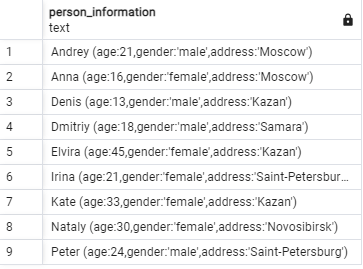 person_information
text
1 Andrey (age:21,gender:'male',address:'Moscow')
2 Anna (age:16,gender:'female',address:'Moscow')
3 Denis (age:13,gender:'male',address:'Kazan')
4 Dmitriy (age:18,gender:'male',address:'Samara')
5 Elvira (age:45,gender:'female',address:'Kazan')
6 Irina (age:21,gender:'female',address:'Saint-Petersbur...
7 Kate (age:33,gender:'female',address:'Kazan')
8 Nataly (age:30,gender:'female',address:'Novosibirsk')
9 Peter (age:24,gender:'male',address:'Saint-Petersburg')